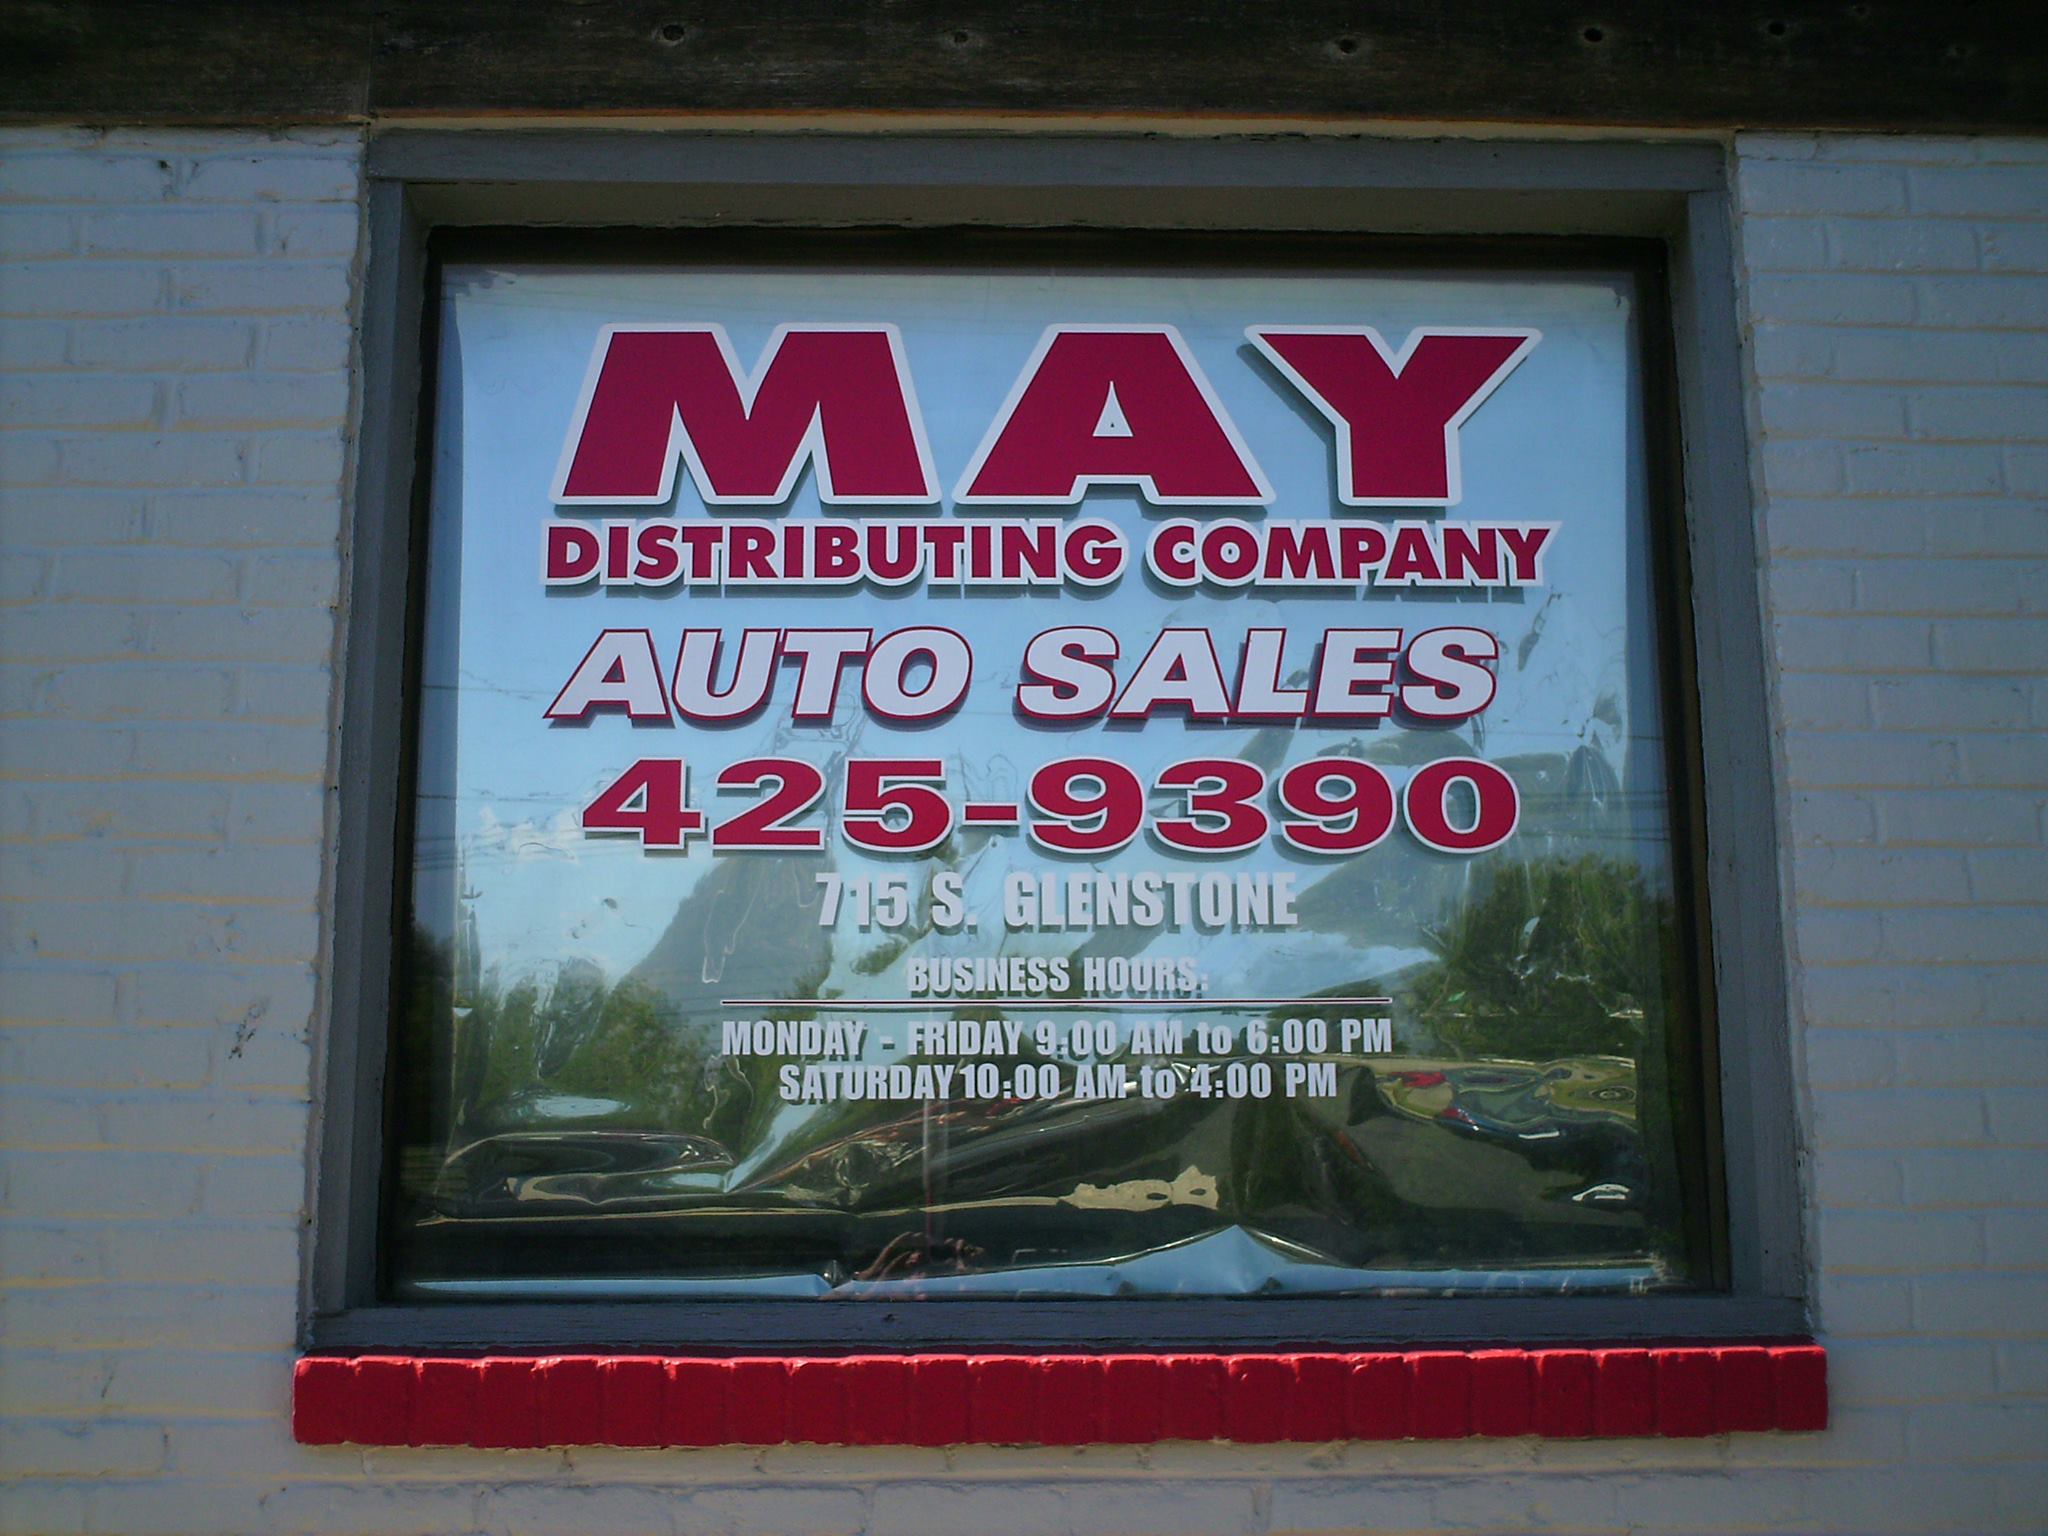 MAY
DISTRIBUTING COMPANY
AUTO SALES
425-9390
715 S. GLENSTONE
BUSINESS HOURS:
MONDAY - FRIDAY 9:00 AM to 6:00 PM
SATURDAY 10:00 AM to 4:00 PM